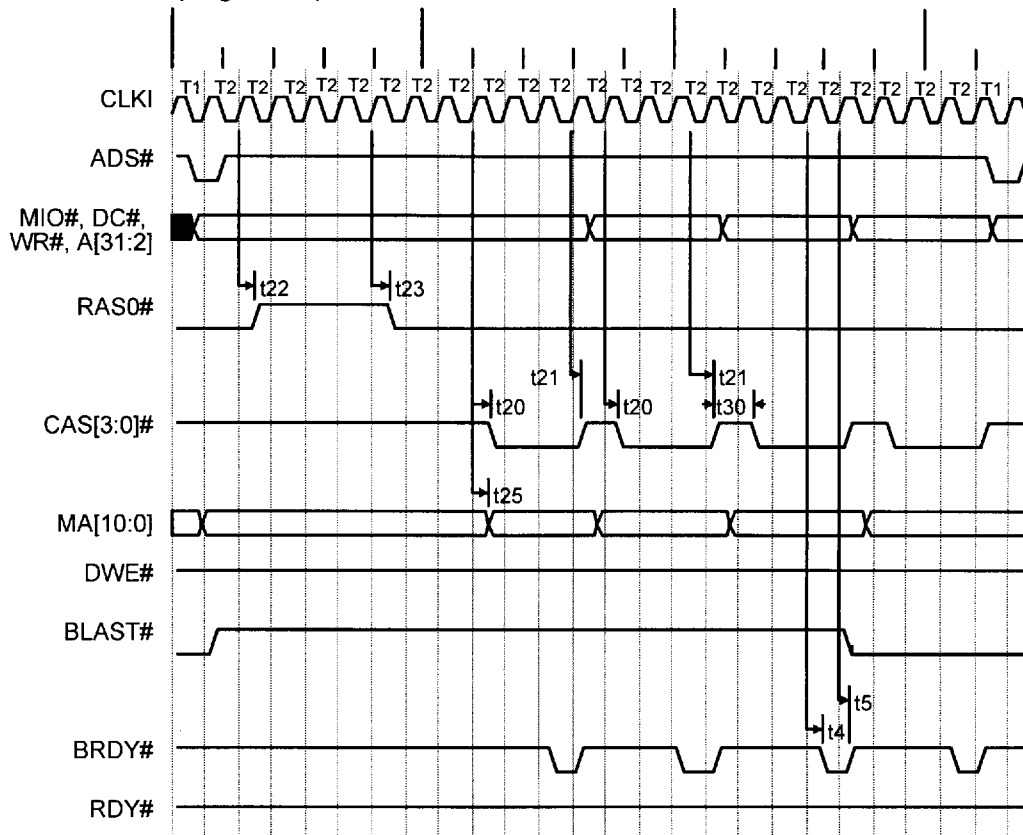 T1 T2 T2 T2 T2 T2 T2 T2 T2 T2 T2 T2 T2 T2 T2 T2 T2 T2 T2 T2 T2 T2 T2 T2 T1
CLKI
ADS#
MIO#, DC#,
WR#, A[31:2]
t22 t23
RAS0#
t21 t21
t20 t20 t30
CAS[3:0]#
t25
MA[10:0]
DWE#
BLAST#
t5
t4
BRDY#
RDY#